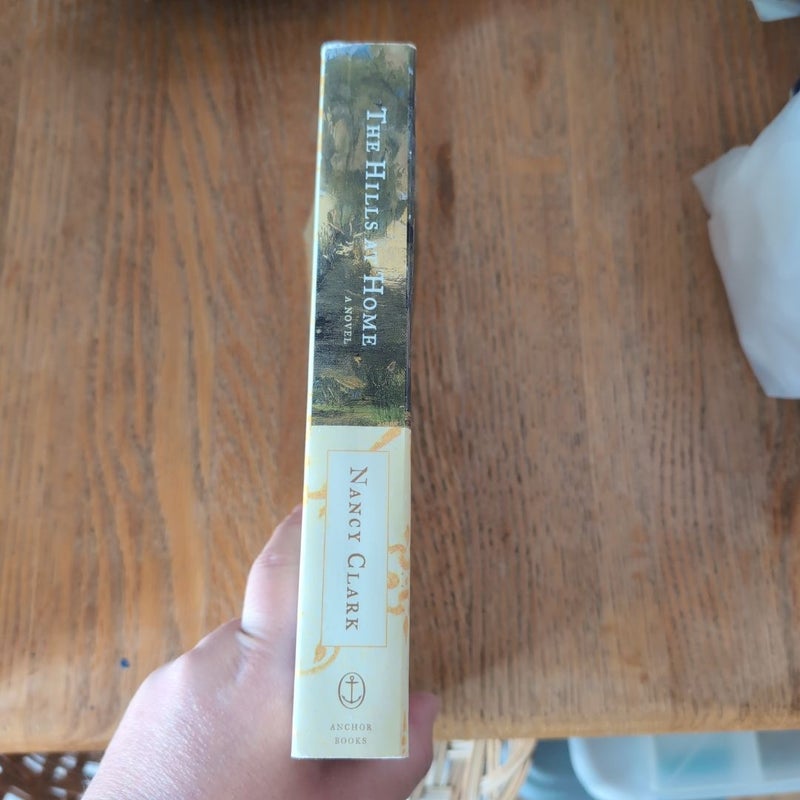 THE HILLS AT HOME
A NOVEL
NANCY CLARK
ANCHOR
BOOKS